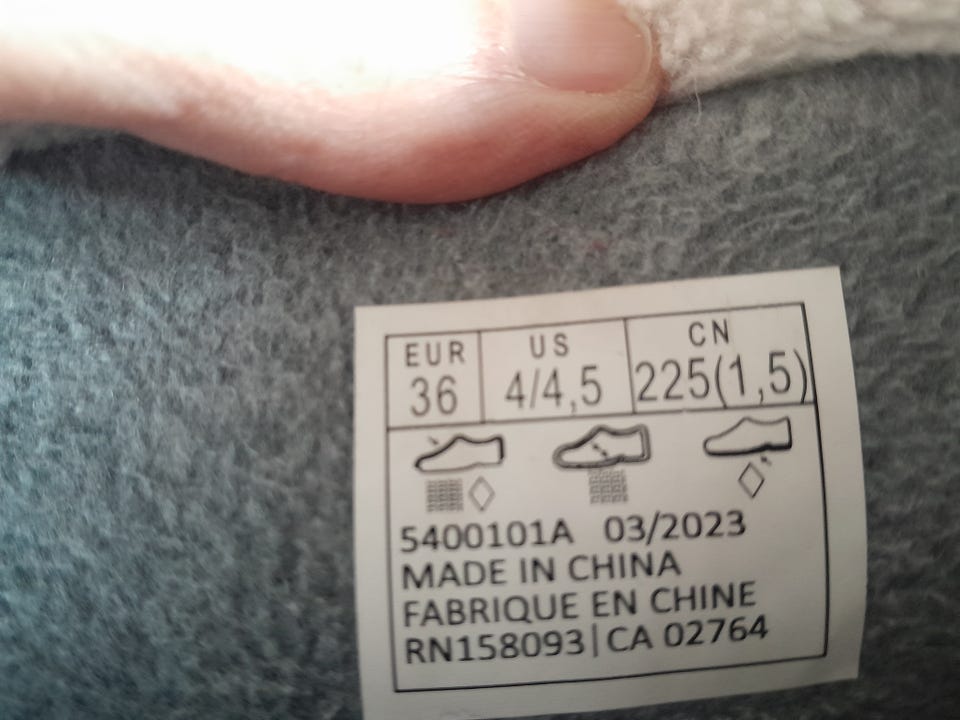 EUR US CN
36 4/4,5 225(1,5)
5400101A 03/2023
MADE IN CHINA
FABRIQUE EN CHINE
RN158093|CA 02764